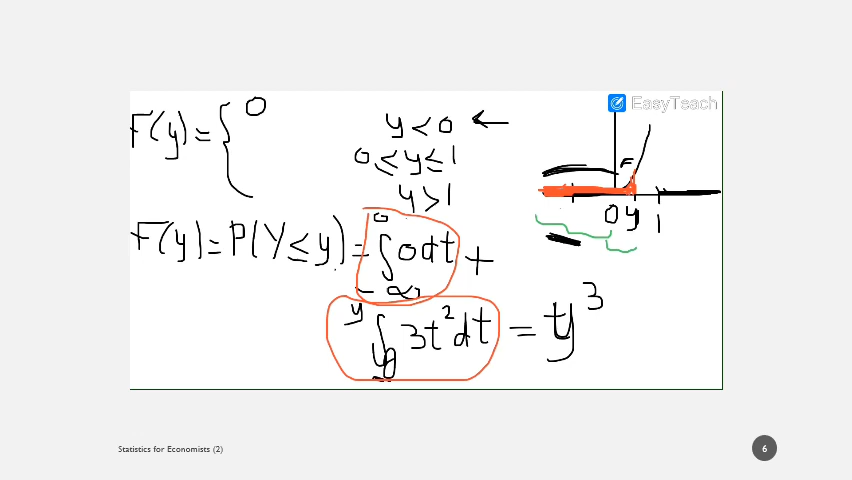 EasyTeach
F(y) = { 0 y < 0 ←
0 ≤ y ≤ 1
y > 1
F
0 y 1
F(y) = P(Y ≤ y) = ∫ 0 dt +
0
-∞
y ∫ 3t² dt = y³
0
Statistics for Economists (2)
6